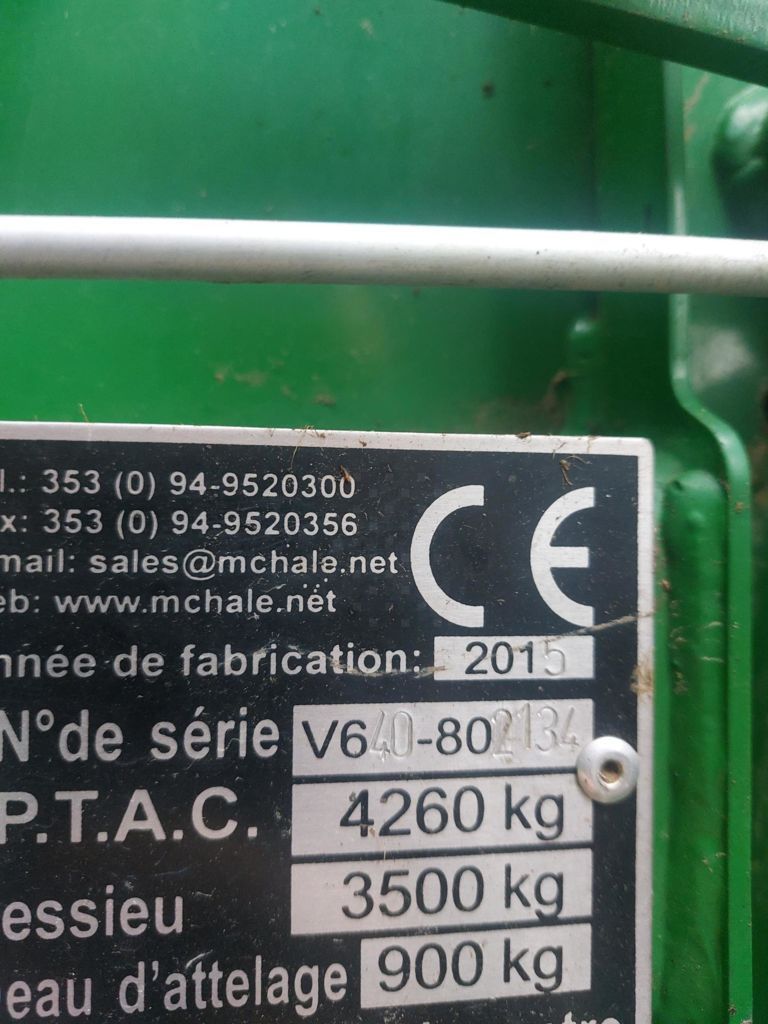 l.: 353 (0) 94-9520300
x: 353 (0) 94-9520356
mail: sales@mchale.net
eb: www.mchale.net
CE
nnée de fabrication: 2015
N°de série V640-802134
P.T.A.C. 4260 kg
3500 kg
essieu
eau d'attelage 900 kg